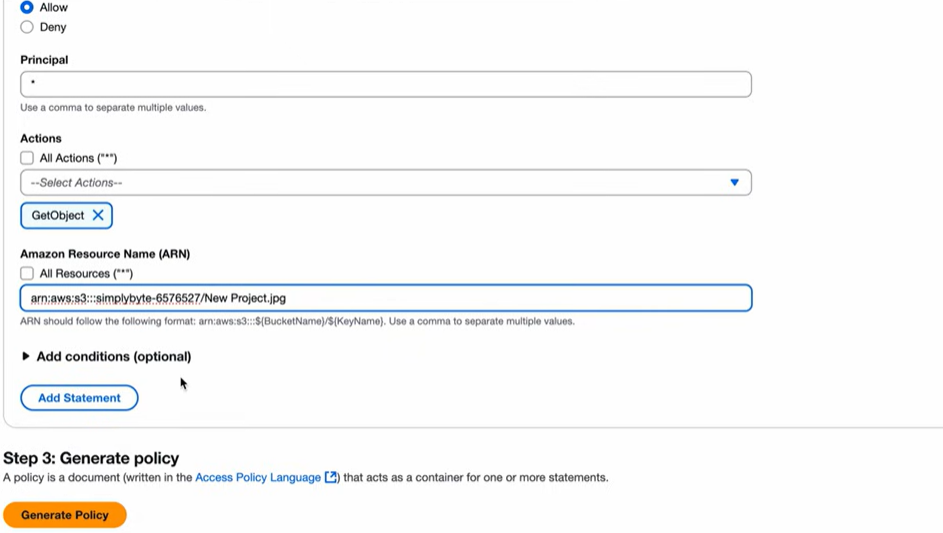 Allow
Deny
Principal
*
Use a comma to separate multiple values.
Actions
All Actions ("*")
--Select Actions--
GetObject
Amazon Resource Name (ARN)
All Resources ("*")
arn:aws:s3:::simplybyte-6576527/New Project.jpg
ARN should follow the following format: arn:aws:s3:::${BucketName}/${KeyName}. Use a comma to separate multiple values.
Add conditions (optional)
Add Statement
Step 3: Generate policy
A policy is a document (written in the Access Policy Language ) that acts as a container for one or more statements.
Generate Policy